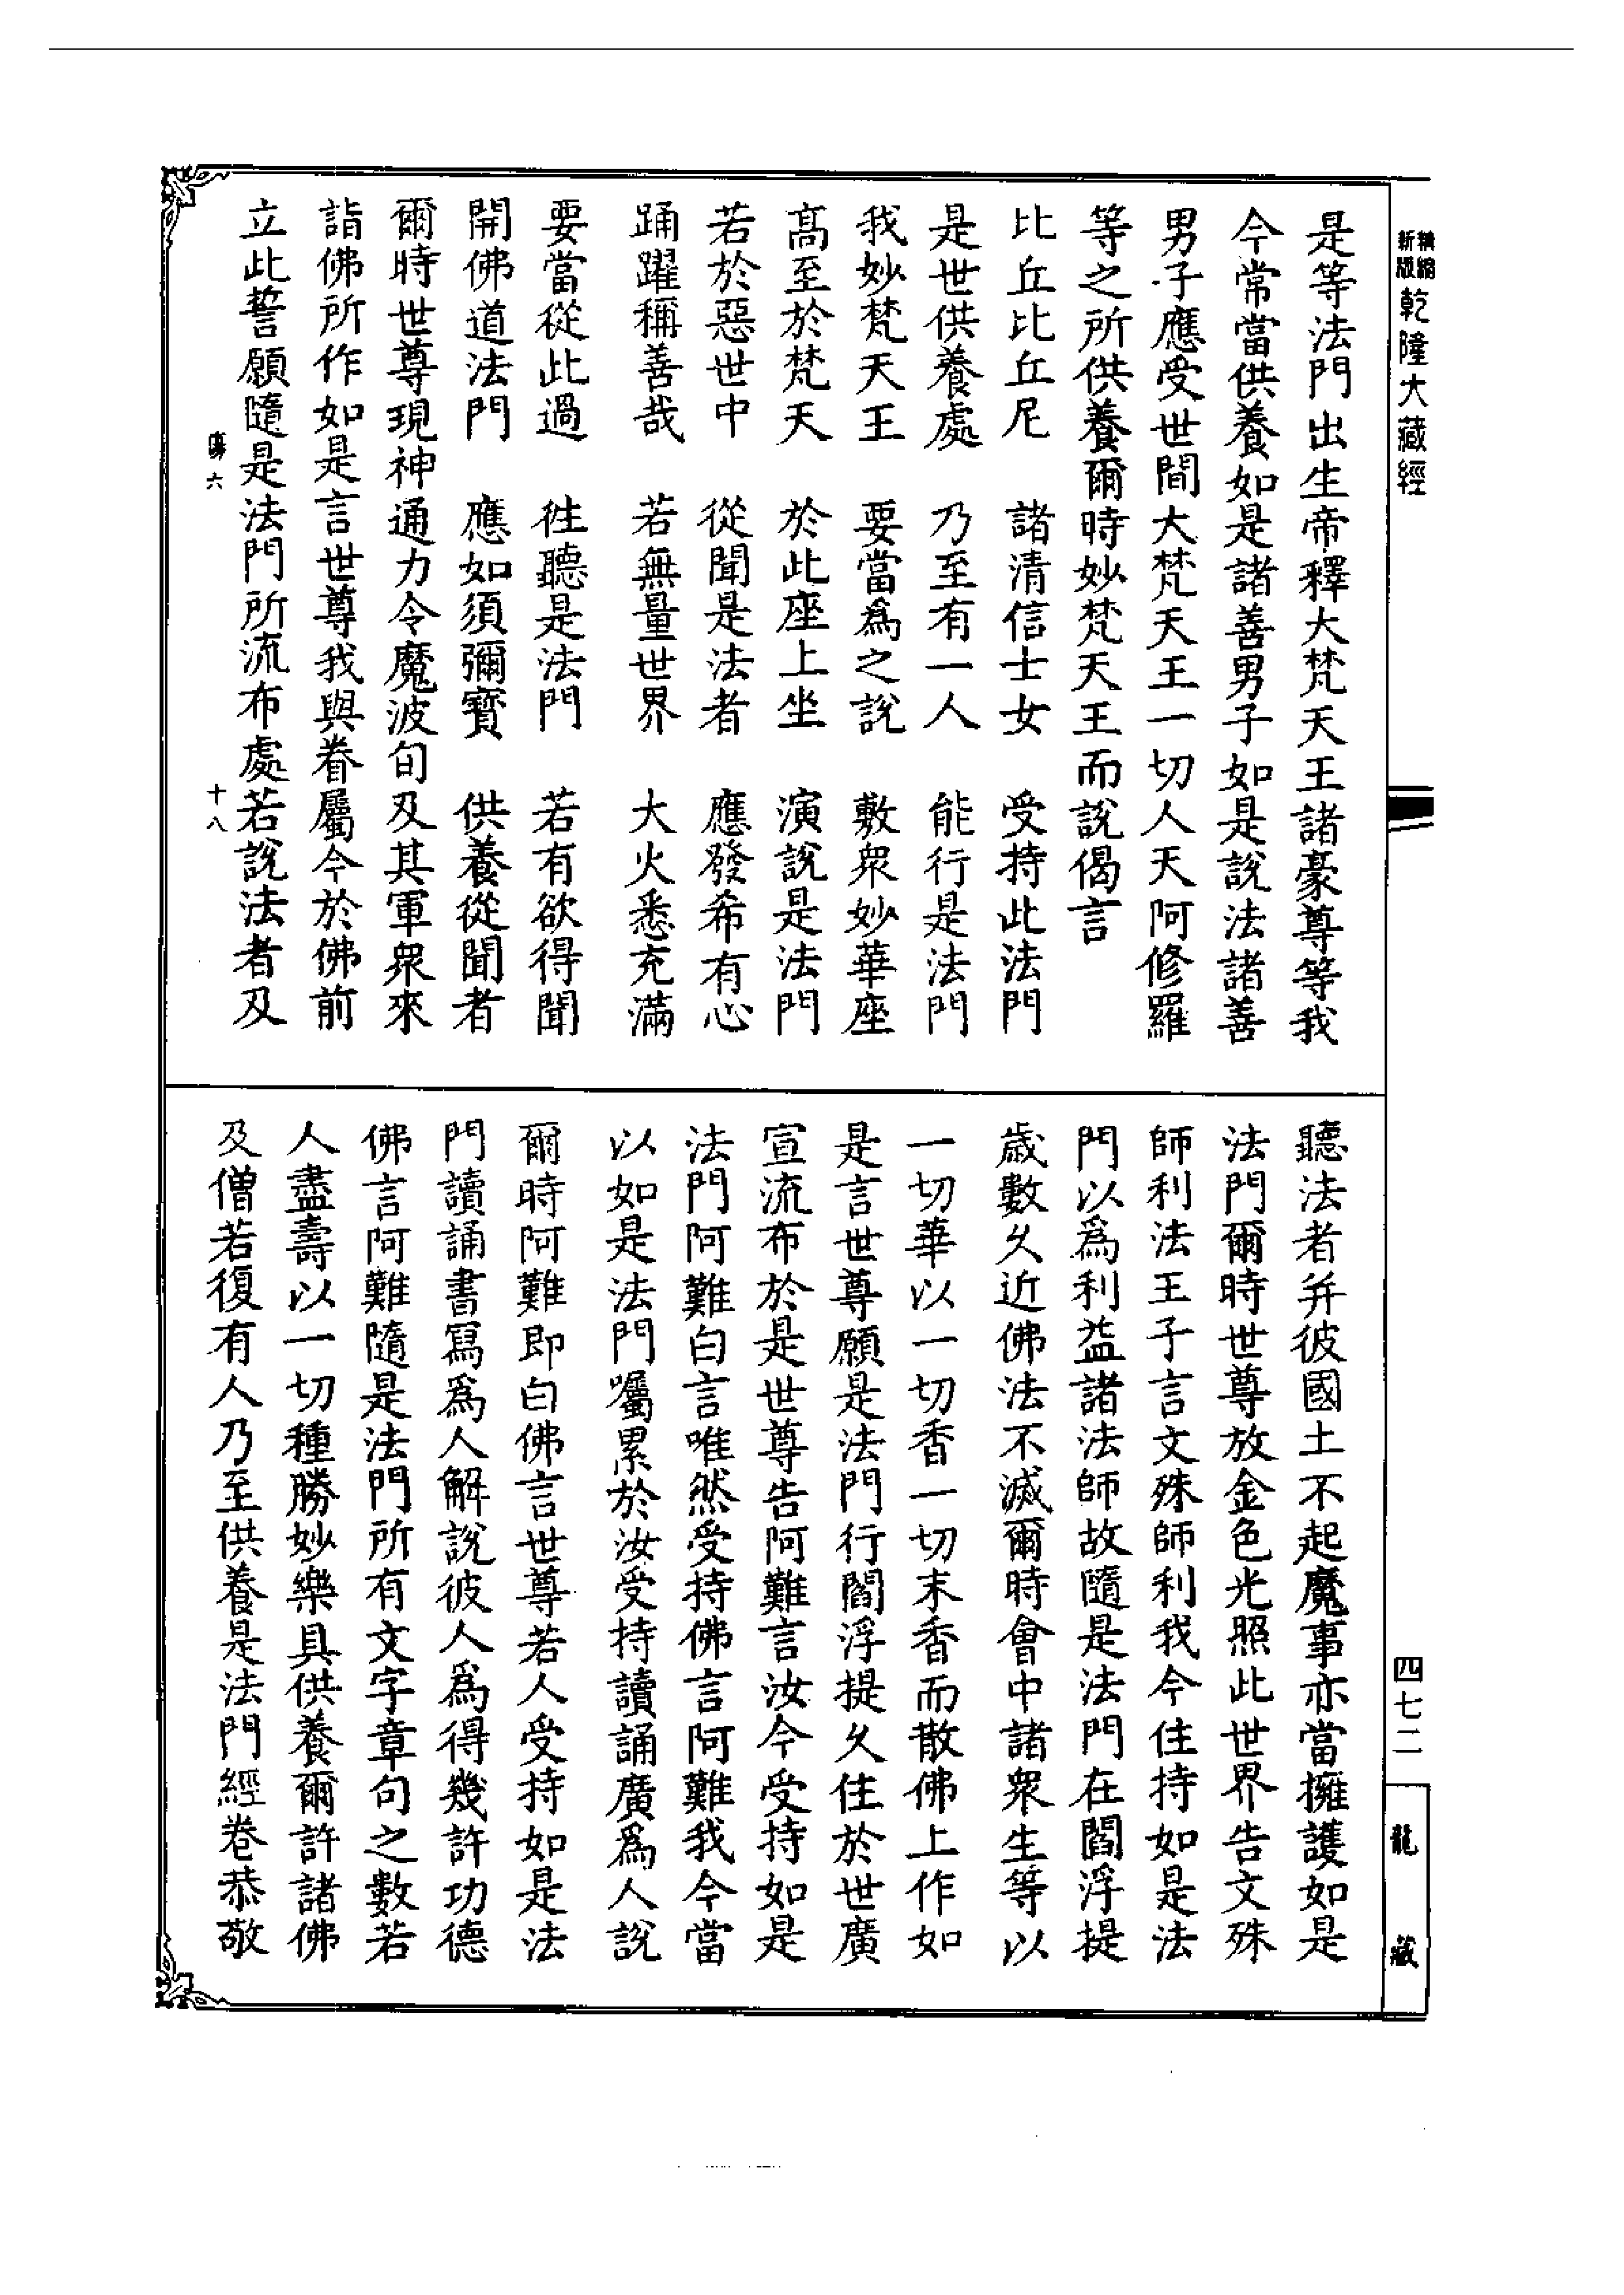 新版
精縮
乾隆大藏經
是等法門出生帝釋大梵天王諸豪尊等我
今常當供養如是諸善男子如是說法諸善
男子應受世間大梵天王一切人天阿修羅
等之所供養爾時妙梵天王而說偈言
比丘比丘尼　諸清信士女　受持此法門
是世供養處　乃至有一人　能行是法門
我妙梵天王　要當爲之說　敷衆妙華座
高至於梵天　於此座上坐　演說是法門
若於惡世中　從聞是法者　應發希有心
踊躍稱善哉　若無量世界　大火悉充滿
要當從此過　徃聽是法門　若有欲得聞
開佛道法門　應如須彌寶　供養從聞者
爾時世尊現神通力令魔波旬及其軍衆來
詣佛所作如是言世尊我與眷屬今於佛前
立此誓願隨是法門所流布處若說法者及
六　十八
聽法者并彼國土不起魔事亦當擁護如是
法門爾時世尊放金色光照此世界告文殊
師利法王子言文殊師利我今住持如是法
門以爲利益諸法師故隨是法門在閻浮提
歲數久近佛法不滅爾時會中諸衆生等以
一切華以一切香一切末香而散佛上作如
是言世尊願是法門行閻浮提久住於世廣
宣流布於是世尊告阿難言汝今受持如是
法門阿難白言唯然受持佛言阿難我今當
以如是法門囑累於汝受持讀誦廣爲人說
爾時阿難即白佛言世尊若人受持如是法
門讀誦書寫爲人解說彼人爲得幾許功德
佛言阿難隨是法門所有文字章句之數若
人盡壽以一切種勝妙樂具供養爾許諸佛
及僧若復有人乃至供養是法門經卷恭敬
四七二
龍藏